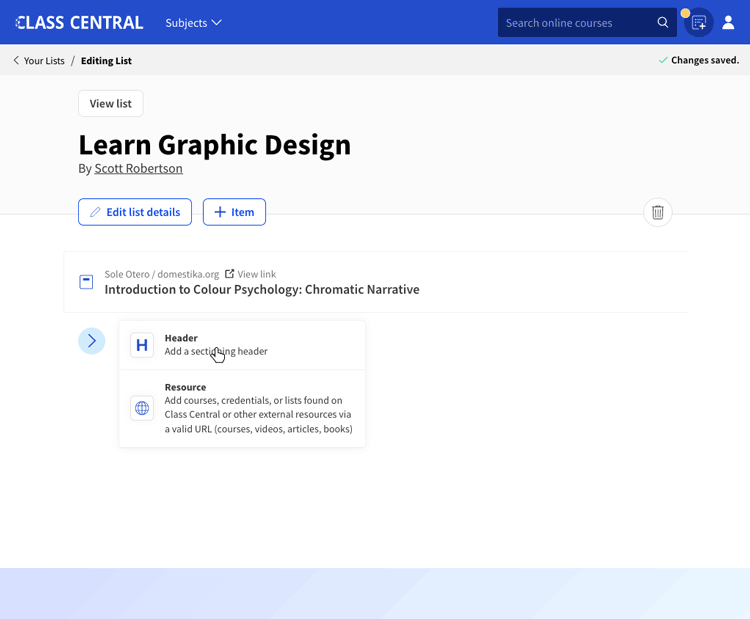 CLASS CENTRAL Subjects Search online courses
Your Lists / Editing List Changes saved.
View list
Learn Graphic Design
By Scott Robertson
Edit list details + Item
Sole Otero / domestika.org View link
Introduction to Colour Psychology: Chromatic Narrative
H Header
Add a sectioning header
Resource
Add courses, credentials, or lists found on
Class Central or other external resources via
a valid URL (courses, videos, articles, books)